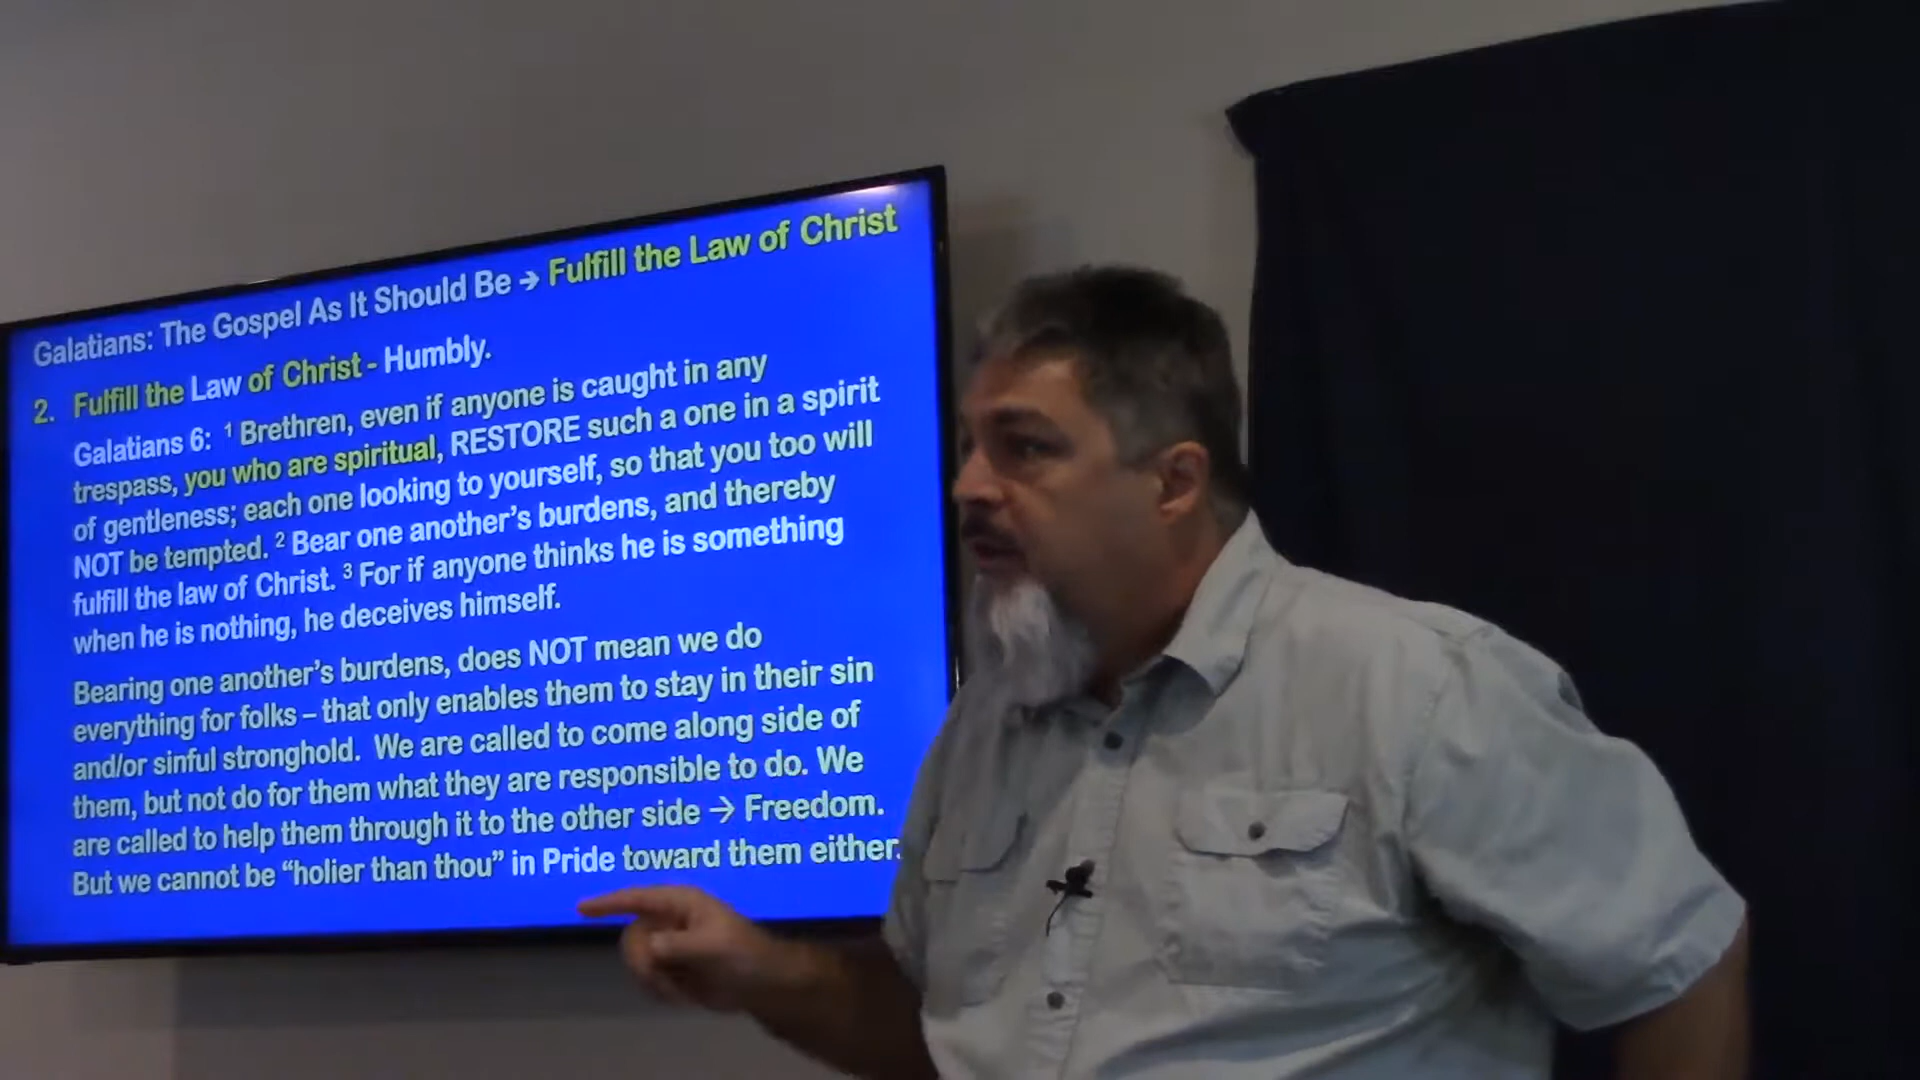 Galatians: The Gospel As It Should Be → Fulfill the Law of Christ
2. Fulfill the Law of Christ - Humbly.
Galatians 6: ¹ Brethren, even if anyone is caught in any
trespass, you who are spiritual, RESTORE such a one in a spirit
of gentleness; each one looking to yourself, so that you too will
NOT be tempted. ² Bear one another's burdens, and thereby
fulfill the law of Christ. ³ For if anyone thinks he is something
when he is nothing, he deceives himself.
Bearing one another's burdens, does NOT mean we do
everything for folks – that only enables them to stay in their sin
and/or sinful stronghold. We are called to come along side of
them, but not do for them what they are responsible to do. We
are called to help them through it to the other side → Freedom.
But we cannot be “holier than thou” in Pride toward them either.